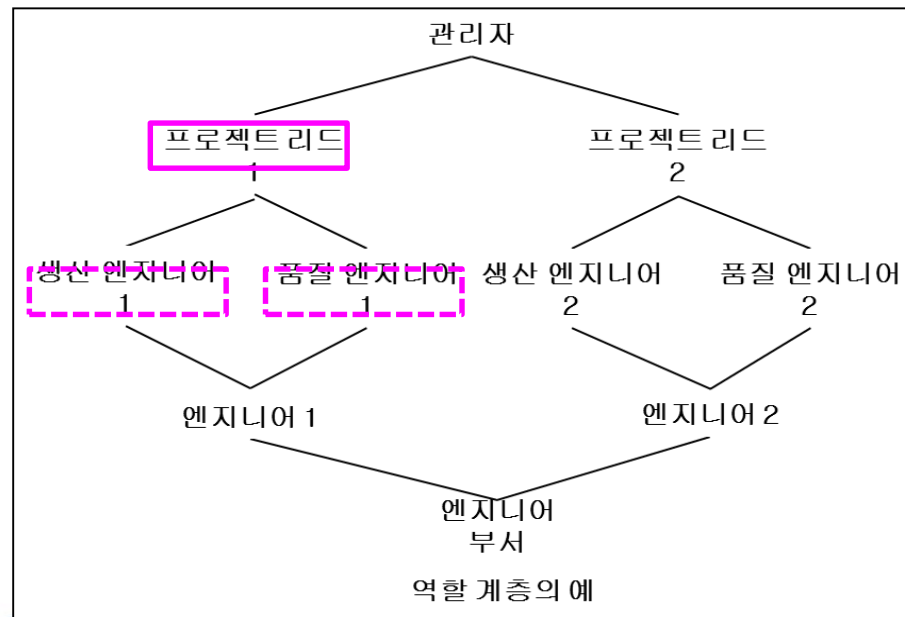 관리자
프로젝트 리드
1
프로젝트 리드
2
생산 엔지니어
1
품질 엔지니어
1
생산 엔지니어
2
품질 엔지니어
2
엔지니어 1
엔지니어 2
엔지니어
부서
역할 계층의 예